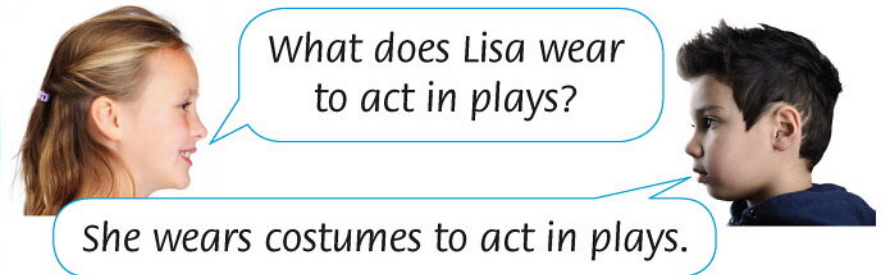 What does Lisa wear
to act in plays?
She wears costumes to act in plays.